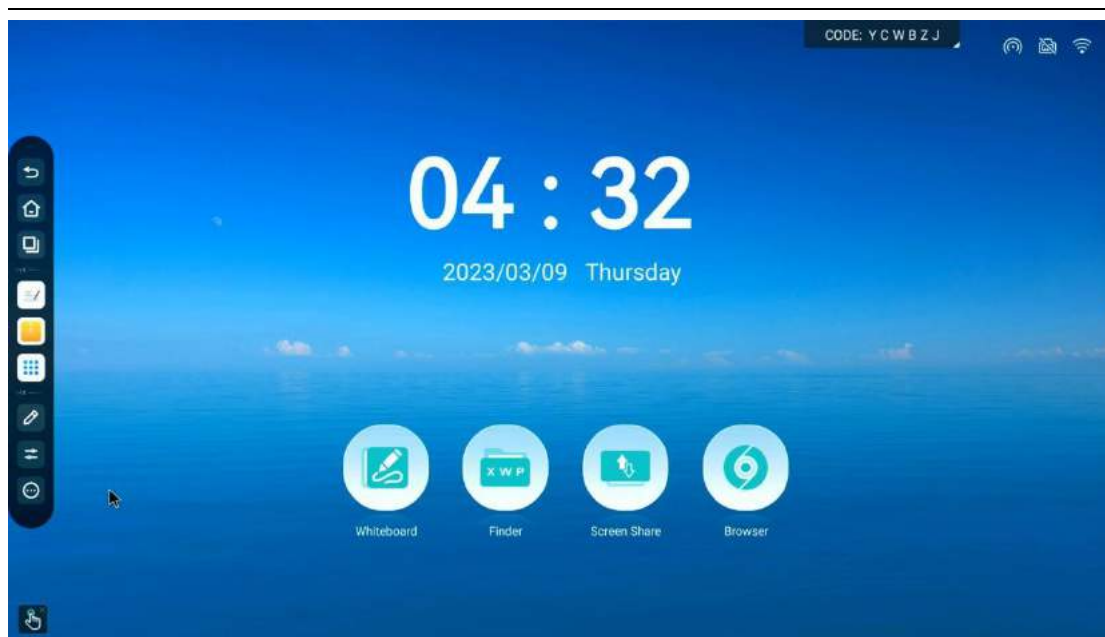 CODE: Y C W B Z J
04 : 32
2023/03/09 Thursday
X W P
Whiteboard
Finder
Screen Share
Browser